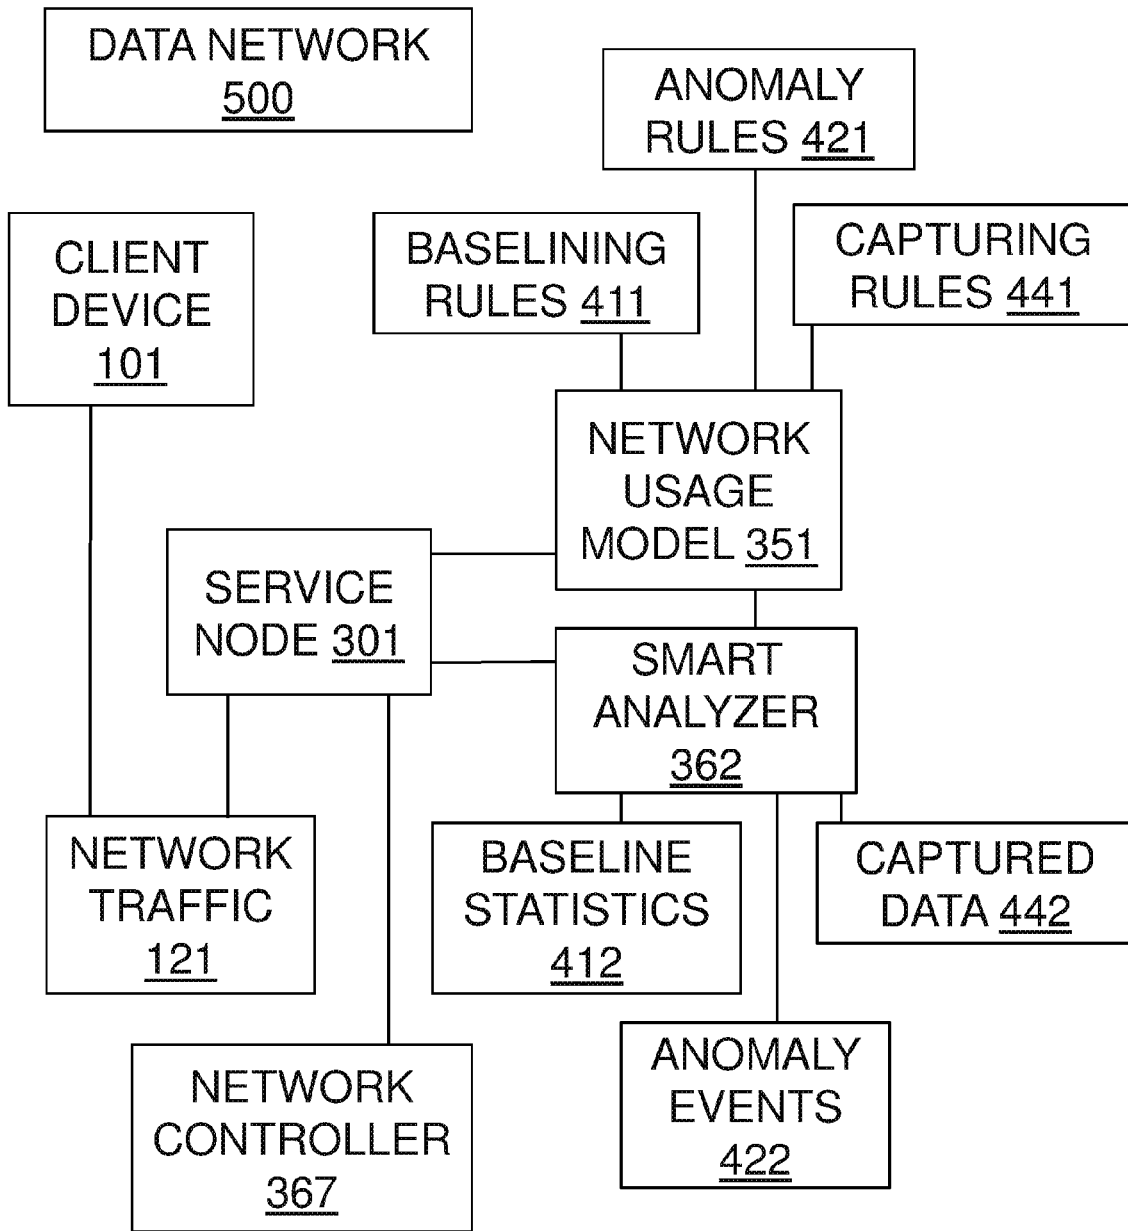 DATA NETWORK
500
ANOMALY
RULES 421
CLIENT
DEVICE
101
BASELINING
RULES 411
CAPTURING
RULES 441
NETWORK
USAGE
MODEL 351
SERVICE
NODE 301
SMART
ANALYZER
362
NETWORK
TRAFFIC
121
BASELINE
STATISTICS
412
CAPTURED
DATA 442
NETWORK
CONTROLLER
367
ANOMALY
EVENTS
422